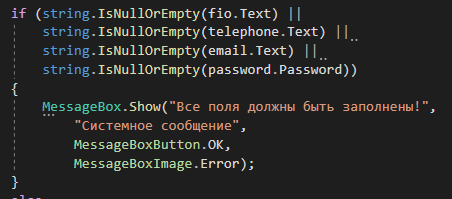 if (string.IsNullOrEmpty(fio.Text) ||
string.IsNullOrEmpty(telephone.Text) ||
string.IsNullOrEmpty(email.Text) ||
string.IsNullOrEmpty(password.Password))
{
MessageBox.Show("Все поля должны быть заполнены!",
"Системное сообщение",
MessageBoxButton.OK,
MessageBoxImage.Error);
}
else